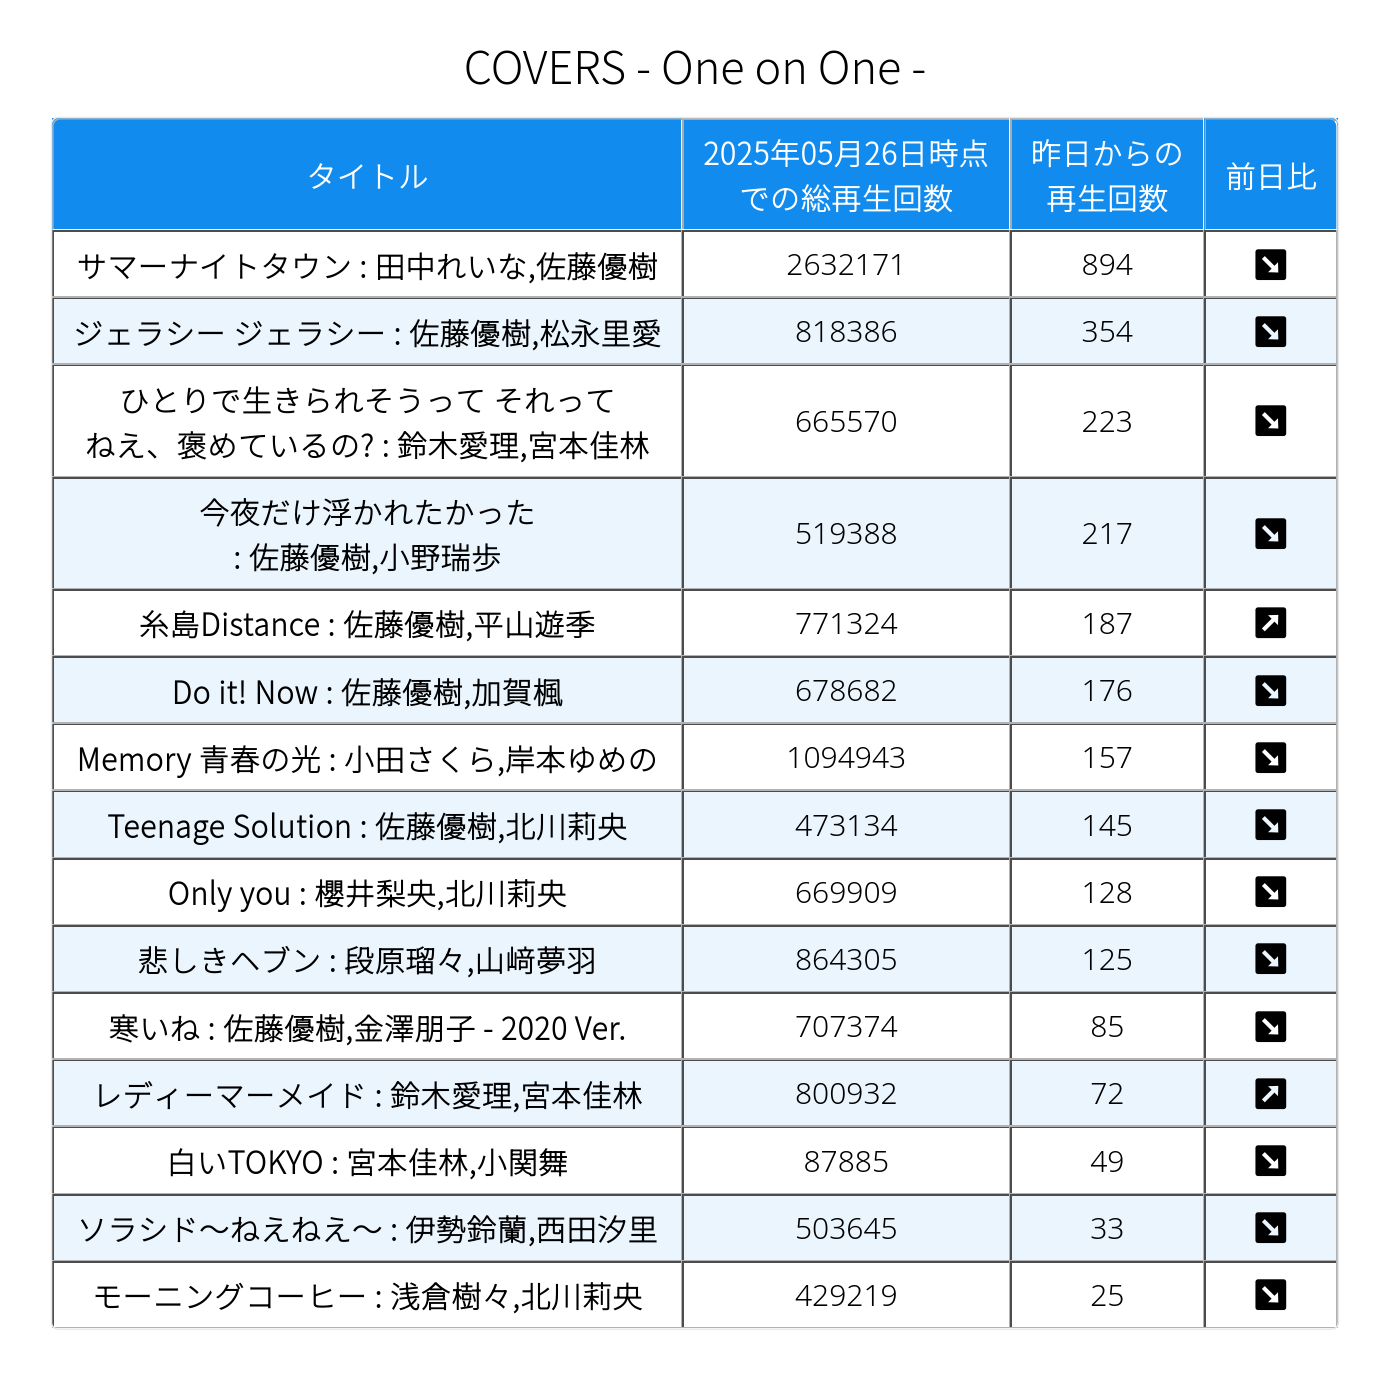 COVERS - One on One -
タイトル
2025年05月26日時点
での総再生回数
昨日からの
再生回数
前日比
サマーナイトタウン : 田中れいな,佐藤優樹 2632171 894 ↘
ジェラシー ジェラシー : 佐藤優樹,松永里愛 818386 354 ↘
ひとりで生きられそうって それって
ねえ、褒めているの? : 鈴木愛理,宮本佳林 665570 223 ↘
今夜だけ浮かれたかった
: 佐藤優樹,小野瑞歩 519388 217 ↘
糸島Distance : 佐藤優樹,平山遊季 771324 187 ↗
Do it! Now : 佐藤優樹,加賀楓 678682 176 ↘
Memory 青春の光 : 小田さくら,岸本ゆめの 1094943 157 ↘
Teenage Solution : 佐藤優樹,北川莉央 473134 145 ↘
Only you : 櫻井梨央,北川莉央 669909 128 ↘
悲しきヘブン : 段原瑠々,山﨑夢羽 864305 125 ↘
寒いね : 佐藤優樹,金澤朋子 - 2020 Ver. 707374 85 ↘
レディーマーメイド : 鈴木愛理,宮本佳林 800932 72 ↗
白いTOKYO : 宮本佳林,小関舞 87885 49 ↘
ソラシド〜ねえねえ〜 : 伊勢鈴蘭,西田汐里 503645 33 ↘
モーニングコーヒー : 浅倉樹々,北川莉央 429219 25 ↘